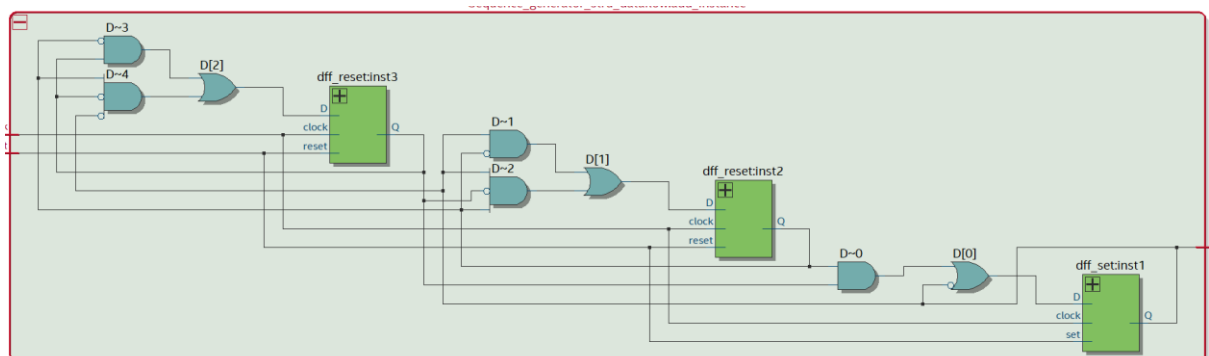 D~3
D~4
D[2]
dff_reset:inst3
D
clock
reset
Q
D~1
D~2
D[1]
dff_reset:inst2
D
clock
reset
Q
D~0
D[0]
dff_set:inst1
D
clock
set
Q